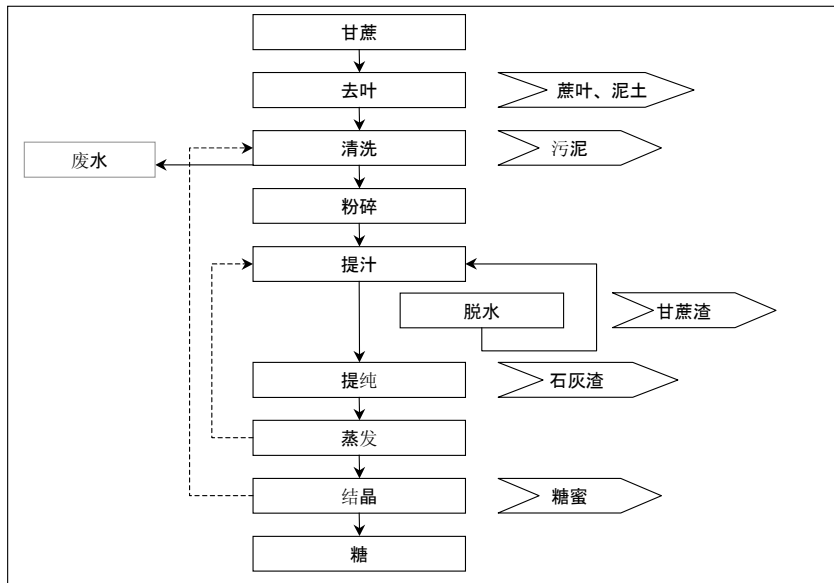 甘蔗
去叶
蔗叶、泥土
废水
清洗
污泥
粉碎
提汁
脱水
甘蔗渣
提纯
石灰渣
蒸发
结晶
糖蜜
糖